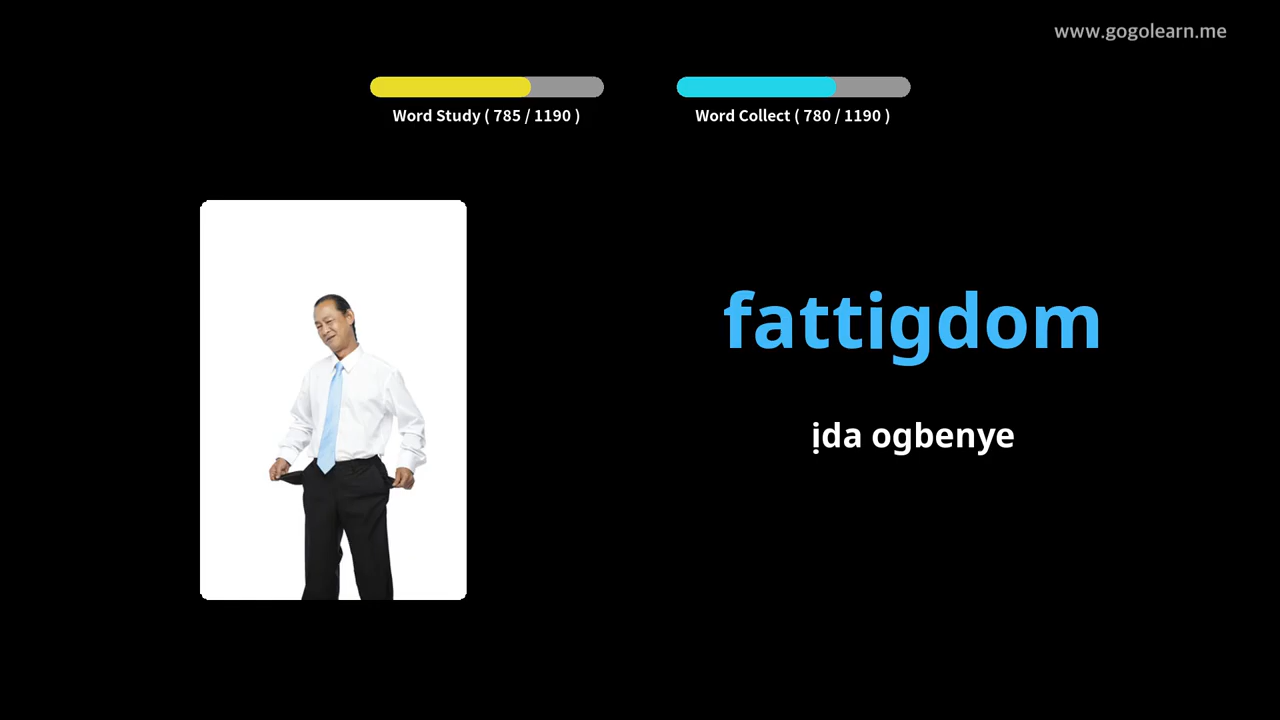 www.gogolearn.me
Word Study ( 785 / 1190 )
Word Collect ( 780 / 1190 )
fattigdom
ịda ogbenye